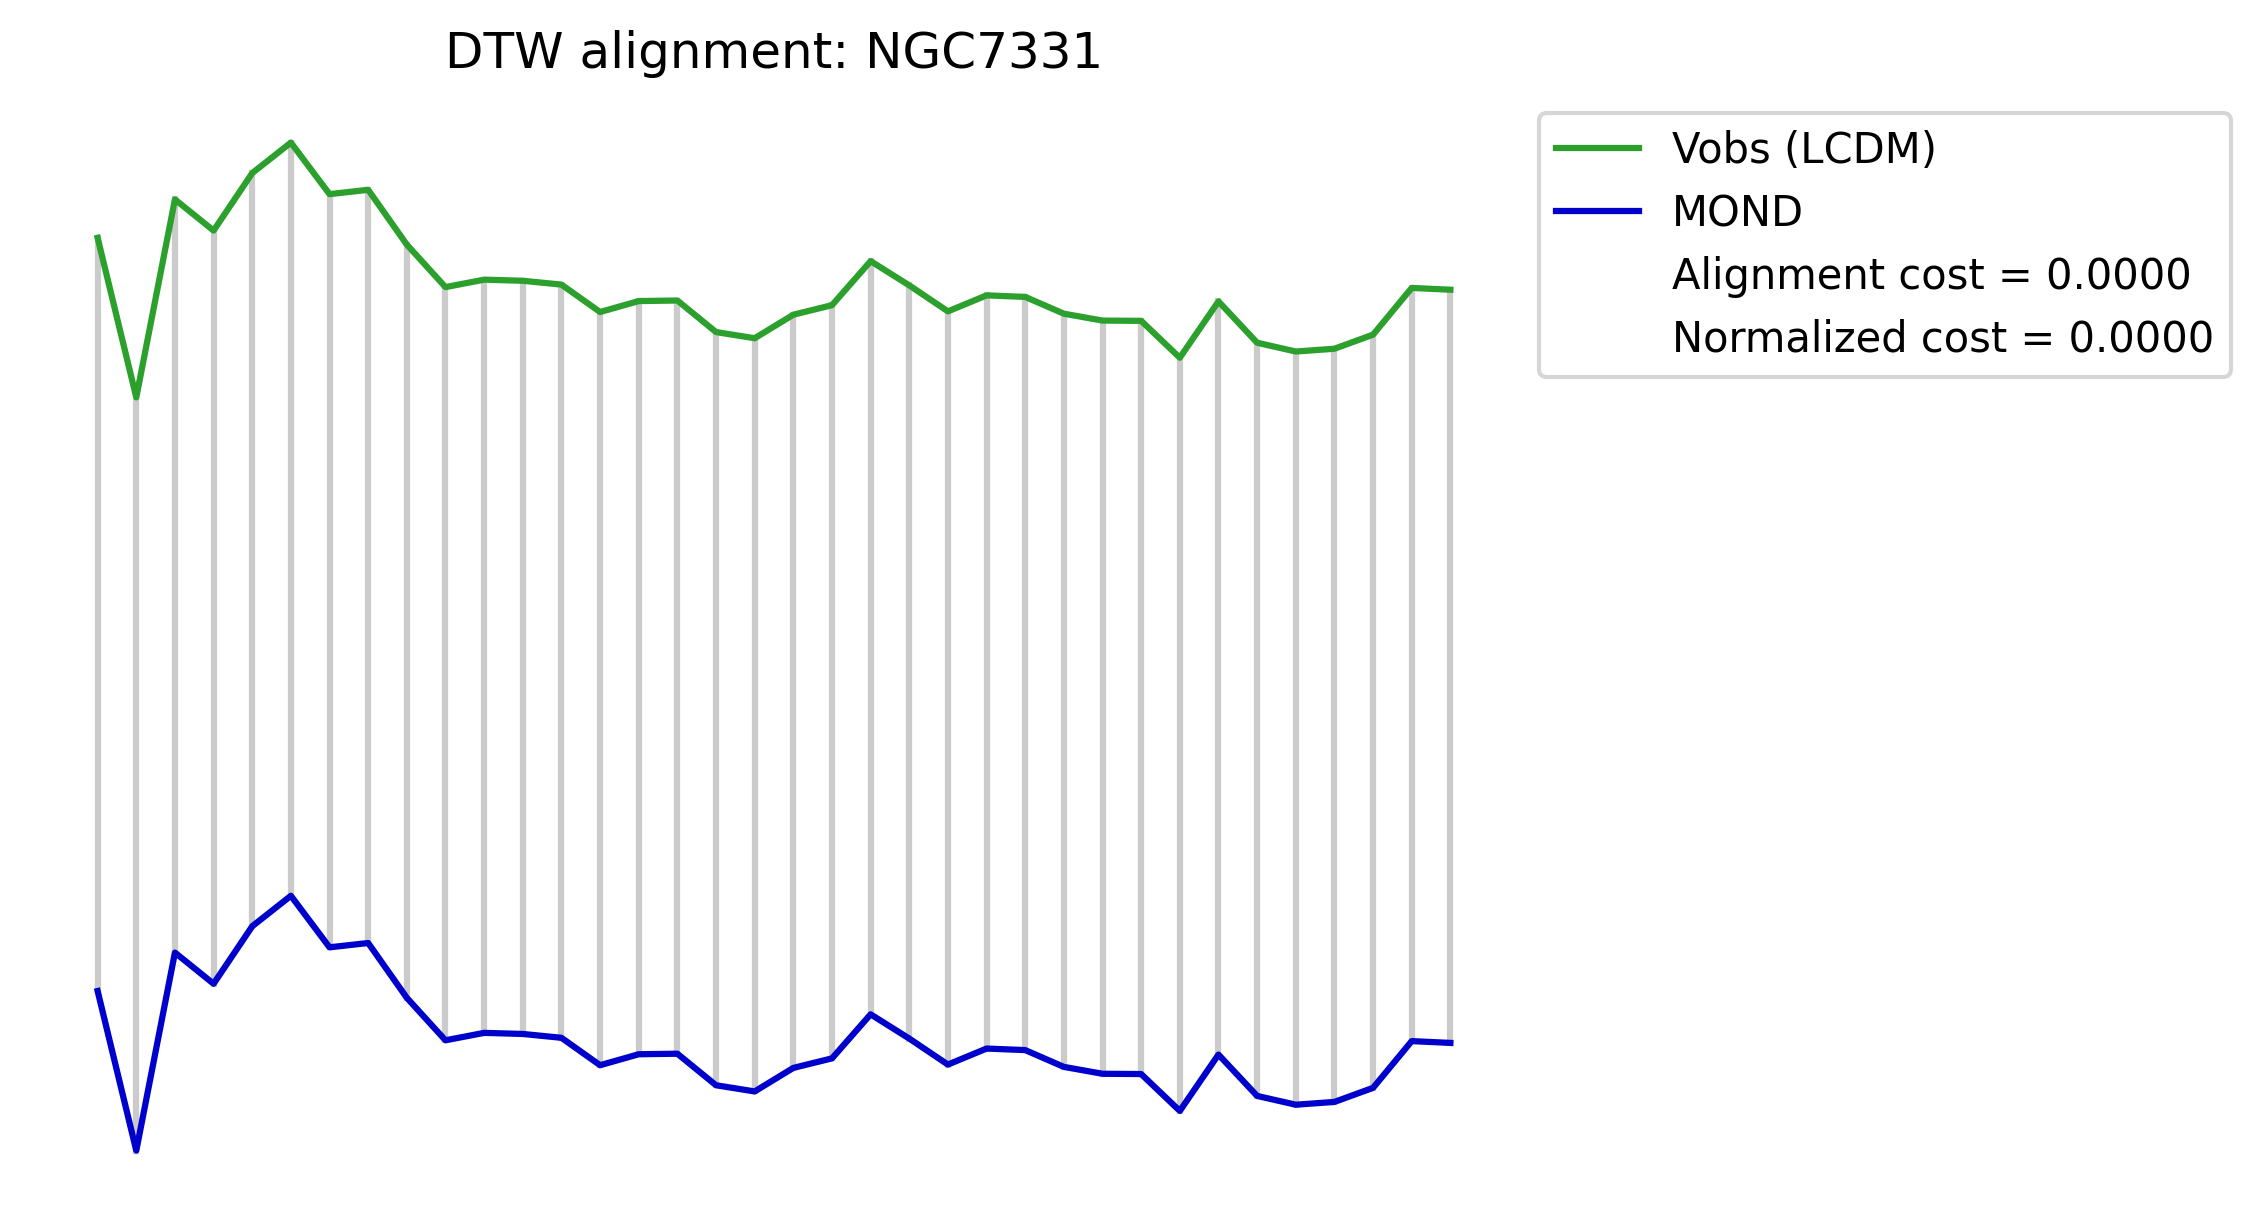 DTW alignment: NGC7331
Vobs (LCDM)
MOND
Alignment cost = 0.0000
Normalized cost = 0.0000